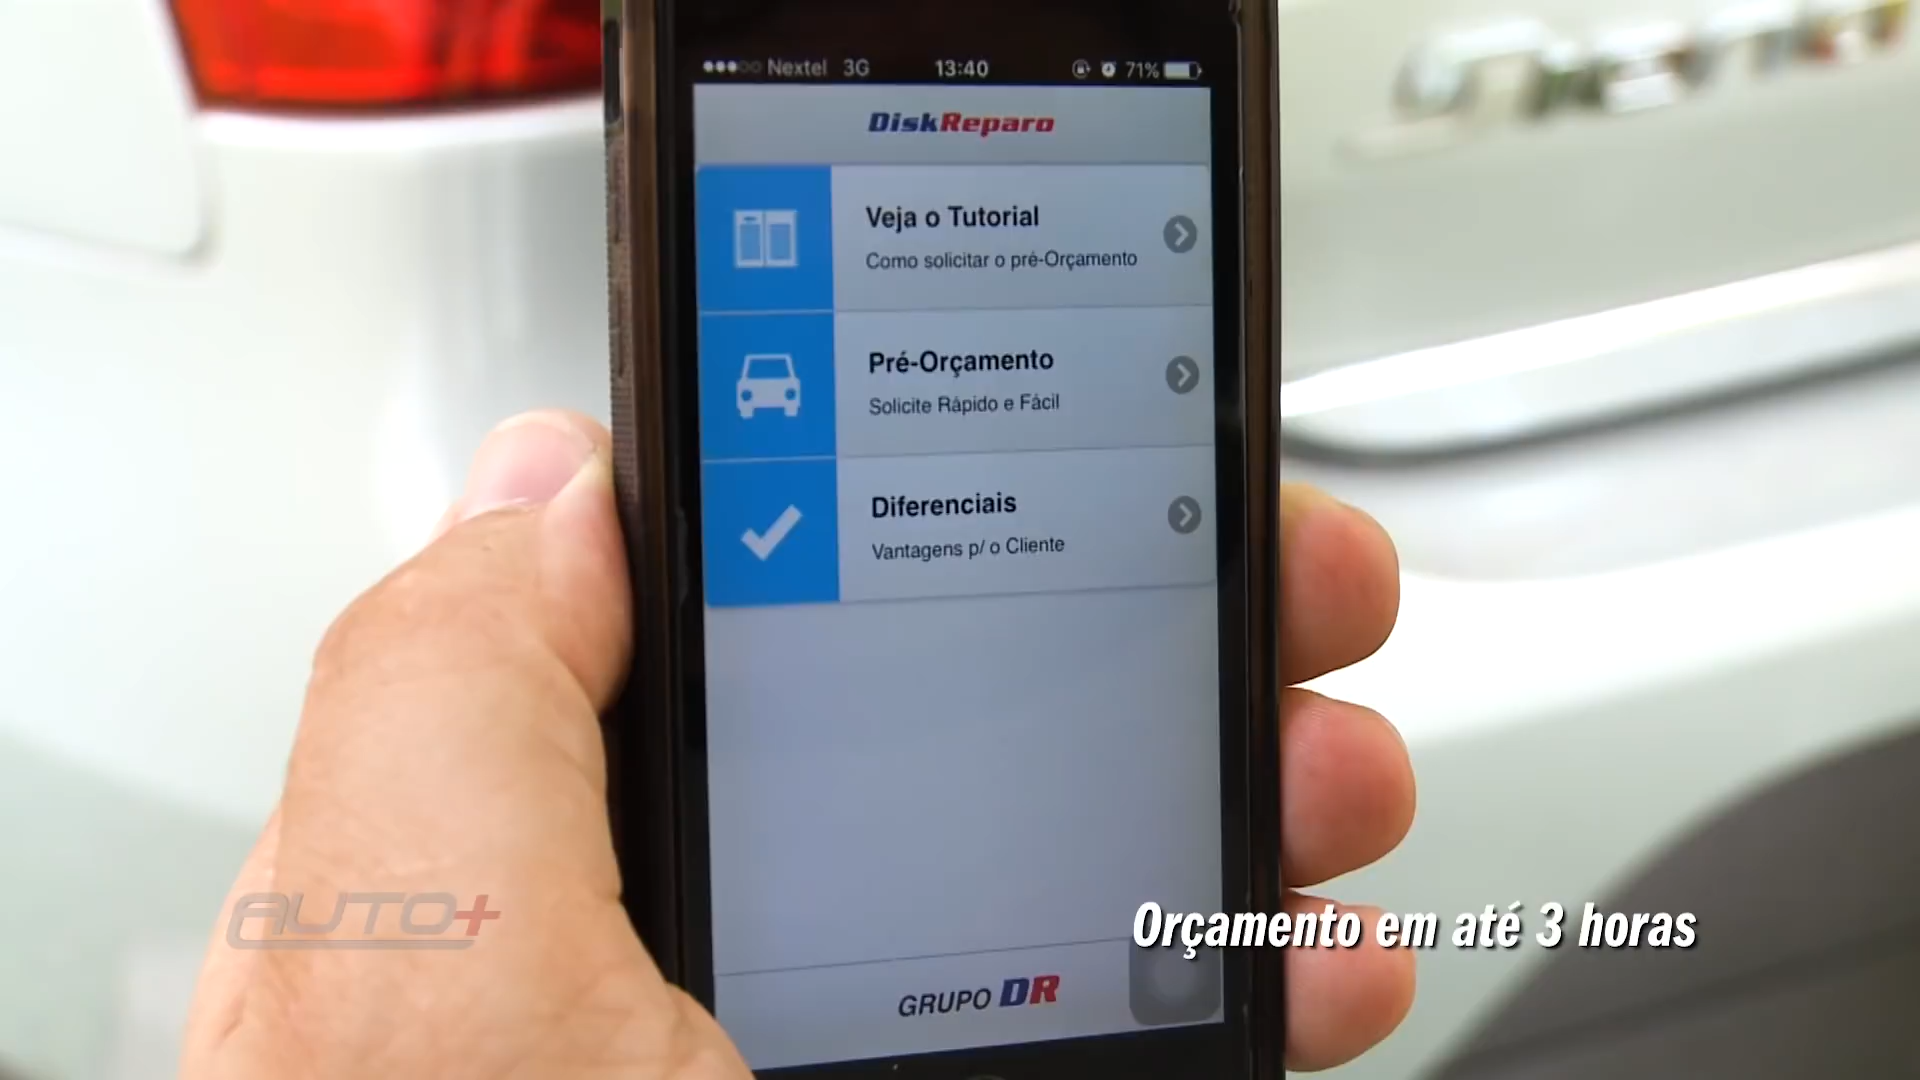 Nextel 3G 13:40 71%
DiskReparo
Veja o Tutorial
Como solicitar o pré-Orçamento
Pré-Orçamento
Solicite Rápido e Fácil
Diferenciais
Vantagens p/ o Cliente
AUTO+
Orçamento em até 3 horas
GRUPO DR